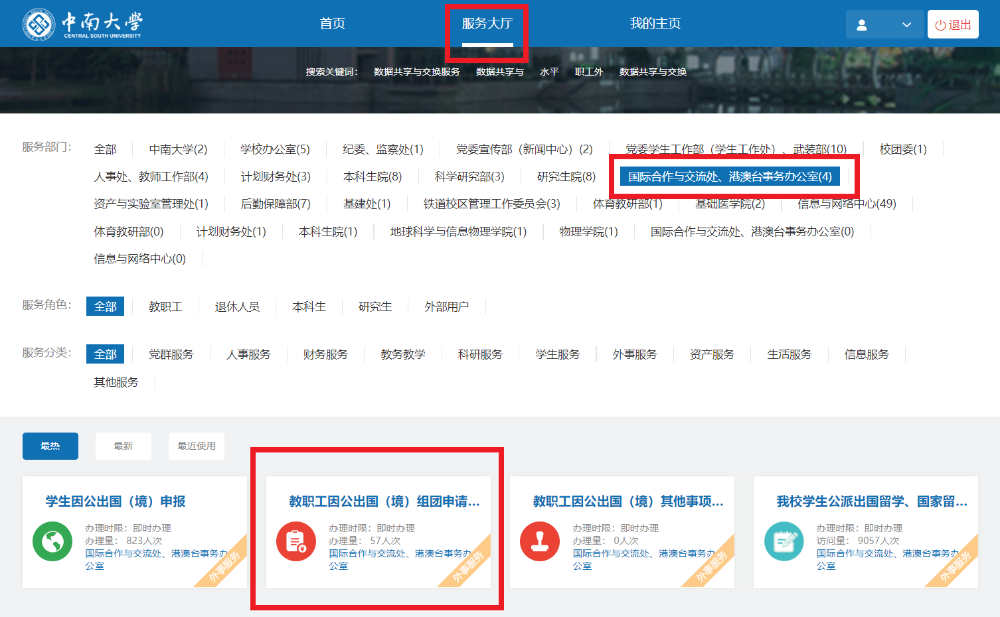 中南大学
CENTRAL SOUTH UNIVERSITY
首页
服务大厅
我的主页
退出
搜索关键词： 数据共享与交换服务 数据共享与 水平 职工外 数据共享与交换
服务部门： 全部 中南大学(2) 学校办公室(5) 纪委、监察处(1) 党委宣传部（新闻中心）(2) 党委学生工作部（学生工作处）、武装部(10) 校团委(1)
人事处、教师工作部(4) 计划财务处(3) 本科生院(8) 科学研究部(3) 研究生院(8) 国际合作与交流处、港澳台事务办公室(4)
资产与实验室管理处(1) 后勤保障部(7) 基建处(1) 铁道校区管理工作委员会(3) 体育教研部(1) 基础医学院(2) 信息与网络中心(49)
体育教研部(0) 计划财务处(1) 本科生院(1) 地球科学与信息物理学院(1) 物理学院(1) 国际合作与交流处、港澳台事务办公室(0)
信息与网络中心(0)
服务角色： 全部 教职工 退休人员 本科生 研究生 外部用户
服务分类： 全部 党群服务 人事服务 财务服务 教务教学 科研服务 学生服务 外事服务 资产服务 生活服务 信息服务
其他服务
最热 最新 最近使用
学生因公出国（境）申报
办理时限：即时办理
办理量： 823人次
国际合作与交流处、港澳台事务办
公室
外事服务
教职工因公出国（境）组团申请...
办理时限：即时办理
办理量： 57人次
国际合作与交流处、港澳台事务办
公室
外事服务
教职工因公出国（境）其他事项...
办理时限：即时办理
办理量： 0人次
国际合作与交流处、港澳台事务办
公室
外事服务
我校学生公派出国留学、国家留...
办理时限：即时办理
访问量： 9057人次
国际合作与交流处、港澳台事务办
公室
外事服务